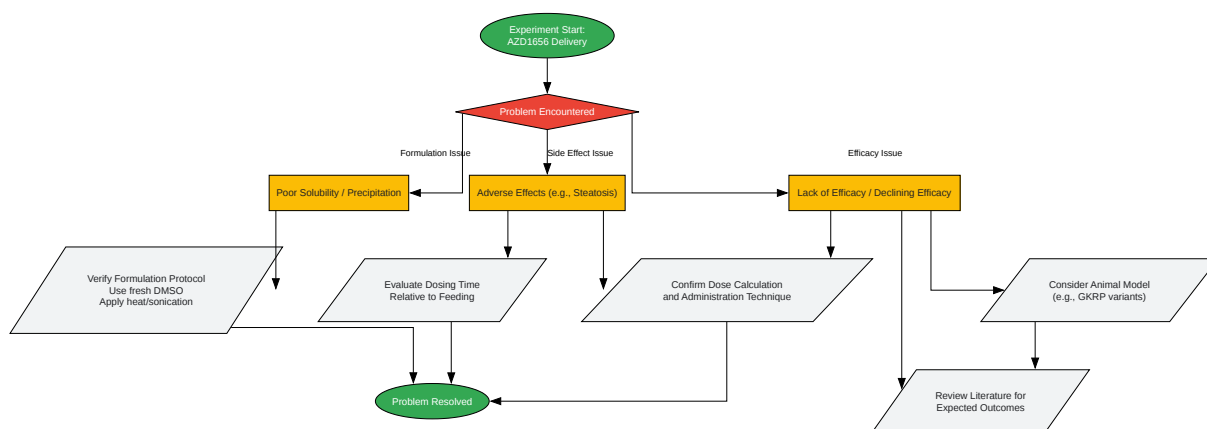 Experiment Start:
AZD1656 Delivery
Problem Encountered
Formulation Issue
Side Effect Issue
Efficacy Issue
Poor Solubility / Precipitation
Adverse Effects (e.g., Steatosis)
Lack of Efficacy / Declining Efficacy
Verify Formulation Protocol
Use fresh DMSO
Apply heat/sonication
Evaluate Dosing Time
Relative to Feeding
Confirm Dose Calculation
and Administration Technique
Consider Animal Model
(e.g., GKRP variants)
Problem Resolved
Review Literature for
Expected Outcomes